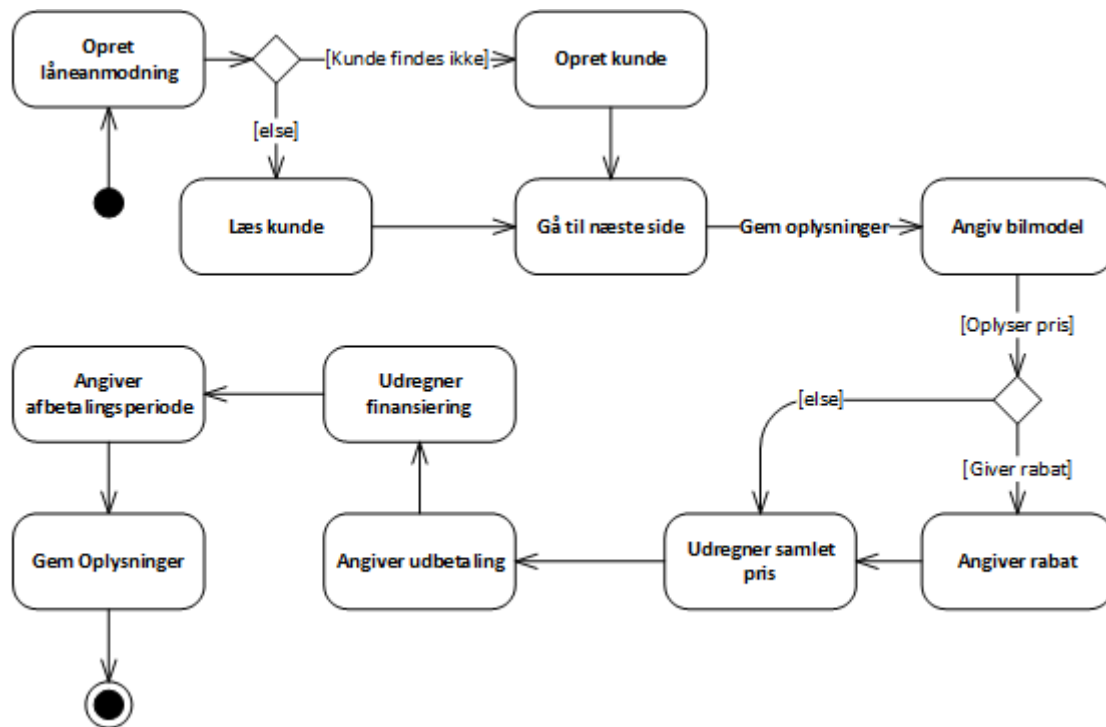 Opret
låneanmodning
[Kunde findes ikke]
Opret kunde
[else]
Læs kunde
Gå til næste side
Gem oplysninger
Angiv bilmodel
[Oplyser pris]
Angiver
afbetalingsperiode
Udregner
finansiering
[else]
[Giver rabat]
Gem Oplysninger
Angiver udbetaling
Udregner samlet
pris
Angiver rabat